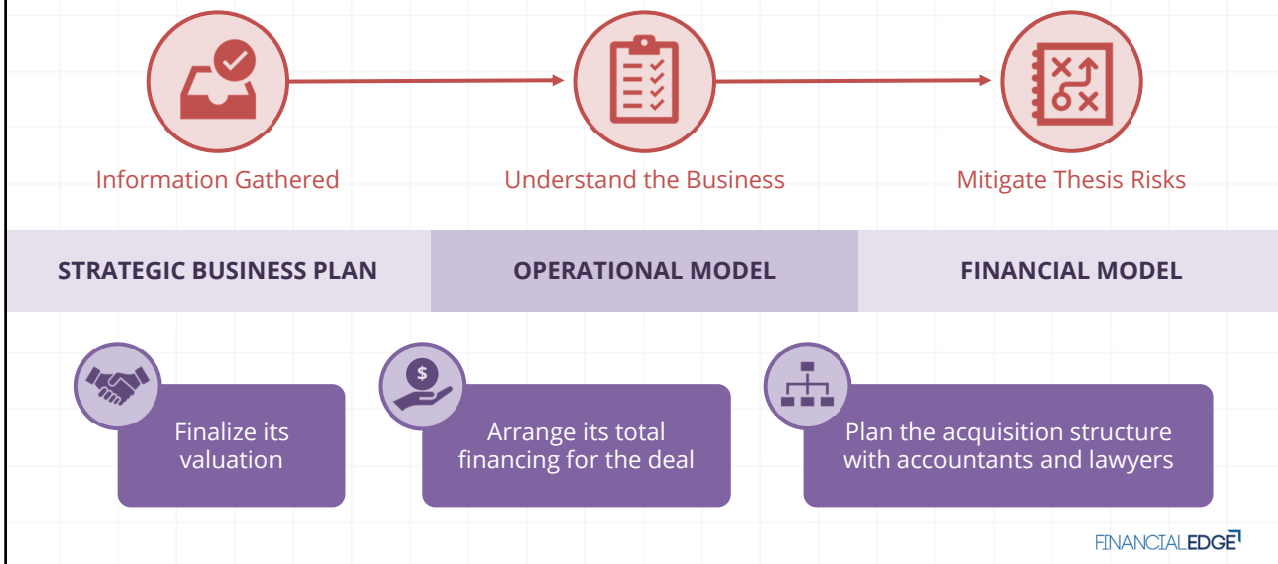 Information Gathered
Understand the Business
Mitigate Thesis Risks
STRATEGIC BUSINESS PLAN
OPERATIONAL MODEL
FINANCIAL MODEL
$
Finalize its
valuation
Arrange its total
financing for the deal
Plan the acquisition structure
with accountants and lawyers
FINANCIALEDGE